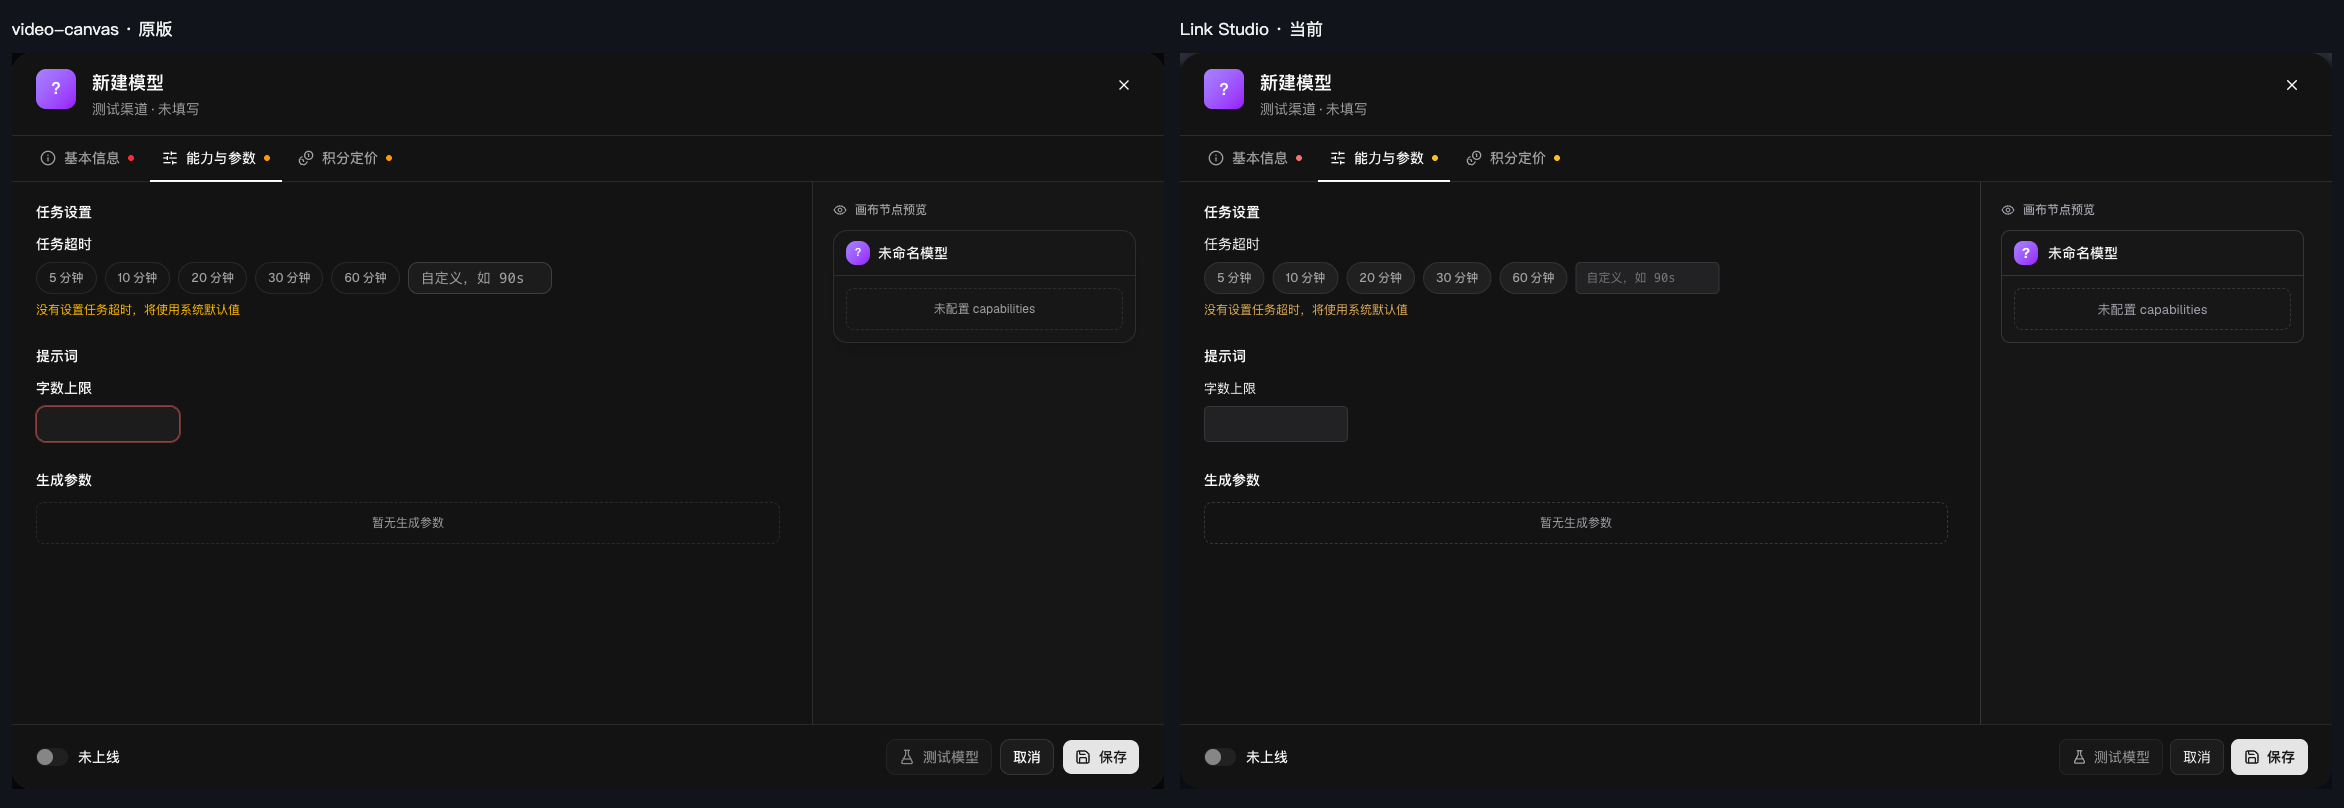 video-canvas · 原版
?
新建模型
测试渠道 · 未填写
基本信息
能力与参数
积分定价
任务设置
任务超时
5 分钟
10 分钟
20 分钟
30 分钟
60 分钟
自定义，如 90s
没有设置任务超时，将使用系统默认值
提示词
字数上限
生成参数
暂无生成参数
画布节点预览
?
未命名模型
未配置 capabilities
未上线
测试模型
取消
保存
Link Studio · 当前
?
新建模型
测试渠道 · 未填写
基本信息
能力与参数
积分定价
任务设置
任务超时
5 分钟
10 分钟
20 分钟
30 分钟
60 分钟
自定义，如 90s
没有设置任务超时，将使用系统默认值
提示词
字数上限
生成参数
暂无生成参数
画布节点预览
?
未命名模型
未配置 capabilities
未上线
测试模型
取消
保存